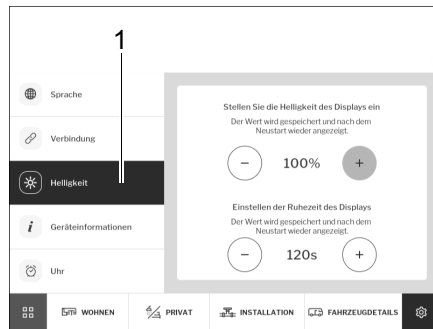 1
Sprache
Verbindung
Helligkeit
Geräteinformationen
Uhr
Stellen Sie die Helligkeit des Displays ein
Der Wert wird gespeichert und nach dem
Neustart wieder angezeigt.
− 100% +
Einstellen der Ruhezeit des Displays
Der Wert wird gespeichert und nach dem
Neustart wieder angezeigt.
− 120s +
WOHNEN PRIVAT INSTALLATION FAHRZEUGDETAILS